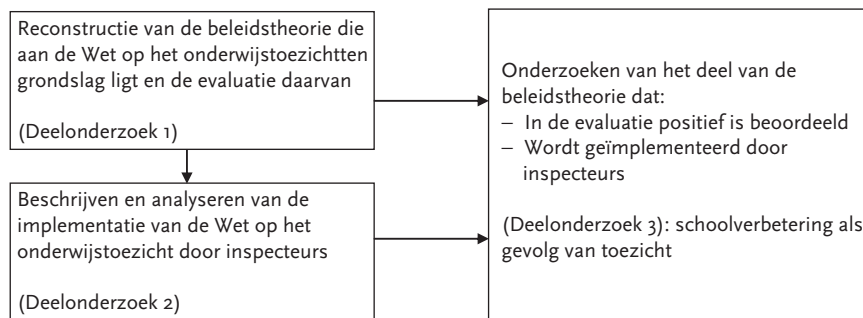 Reconstructie van de beleidstheorie die
aan de Wet op het onderwijstoezichtten
grondslag ligt en de evaluatie daarvan
(Deelonderzoek 1)
Beschrijven en analyseren van de
implementatie van de Wet op het
onderwijstoezicht door inspecteurs
(Deelonderzoek 2)
Onderzoeken van het deel van de
beleidstheorie dat:
– In de evaluatie positief is beoordeeld
– Wordt geïmplementeerd door
inspecteurs
(Deelonderzoek 3): schoolverbetering als
gevolg van toezicht